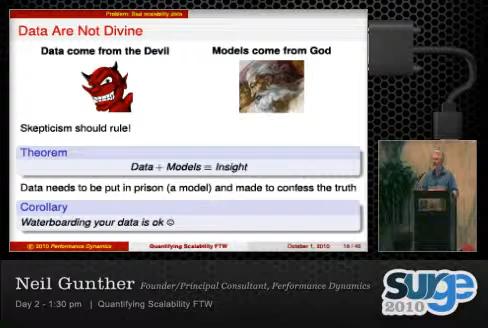 Problem: Bad scalability data
Data Are Not Divine
Data come from the Devil
Models come from God
Skepticism should rule!
Theorem
Data + Models ≡ Insight
Data needs to be put in prison (a model) and made to confess the truth
Corollary
Waterboarding your data is ok ☺
© 2010 Performance Dynamics
Quantifying Scalability FTW
October 1, 2010
Neil Gunther Founder/Principal Consultant, Performance Dynamics
Day 2 - 1:30 pm | Quantifying Scalability FTW
surge
2010